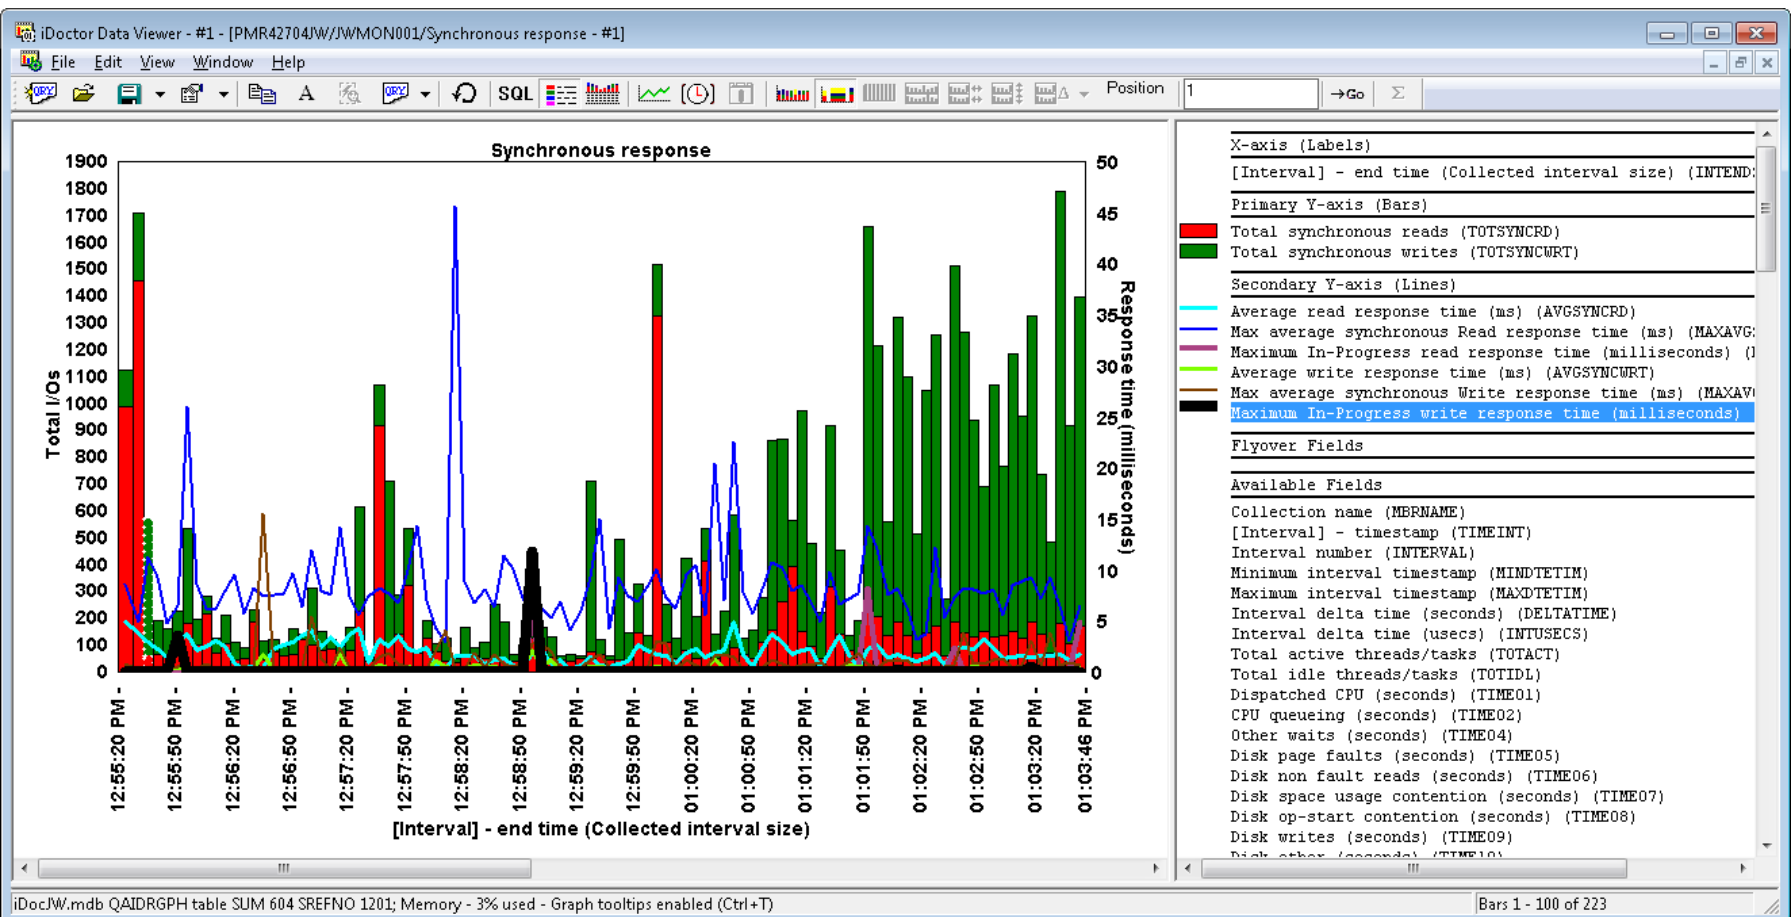 iDoctor Data Viewer - #1 - [PMR42704JW/JWMON001/Synchronous response - #1]
File Edit View Window Help
QRY A QRY SQL Position 1 Go Σ
Synchronous response
1900
1800
1700
1600
1500
1400
1300
1200
1100
1000
900
800
700
600
500
400
300
200
100
0
Total I/Os
50
45
40
35
30
25
20
15
10
5
0
Response time (milliseconds)
12:55:20 PM -
12:55:50 PM -
12:56:20 PM -
12:56:50 PM -
12:57:20 PM -
12:57:50 PM -
12:58:20 PM -
12:58:50 PM -
12:59:20 PM -
12:59:50 PM -
01:00:20 PM -
01:00:50 PM -
01:01:20 PM -
01:01:50 PM -
01:02:20 PM -
01:02:50 PM -
01:03:20 PM -
01:03:46 PM -
[Interval] - end time (Collected interval size)
X-axis (Labels)
[Interval] - end time (Collected interval size) (INTEND
Primary Y-axis (Bars)
Total synchronous reads (TOTSYNCRD)
Total synchronous writes (TOTSYNCWRT)
Secondary Y-axis (Lines)
Average read response time (ms) (AVGSYNCRD)
Max average synchronous Read response time (ms) (MAXAVG
Maximum In-Progress read response time (milliseconds) (
Average write response time (ms) (AVGSYNCWRT)
Max average synchronous Write response time (ms) (MAXAV
Maximum In-Progress write response time (milliseconds)
Flyover Fields
Available Fields
Collection name (MBRNAME)
[Interval] - timestamp (TIMEINT)
Interval number (INTERVAL)
Minimum interval timestamp (MINDTETIM)
Maximum interval timestamp (MAXDTETIM)
Interval delta time (seconds) (DELTATIME)
Interval delta time (usecs) (INTUSECS)
Total active threads/tasks (TOTACT)
Total idle threads/tasks (TOTIDL)
Dispatched CPU (seconds) (TIME01)
CPU queueing (seconds) (TIME02)
Other waits (seconds) (TIME04)
Disk page faults (seconds) (TIME05)
Disk non fault reads (seconds) (TIME06)
Disk space usage contention (seconds) (TIME07)
Disk op-start contention (seconds) (TIME08)
Disk writes (seconds) (TIME09)
Disk other (seconds) (TIME10)
iDocJW.mdb QAIDRGPH table SUM 604 SREFNO 1201; Memory - 3% used - Graph tooltips enabled (Ctrl+T)
Bars 1 - 100 of 223